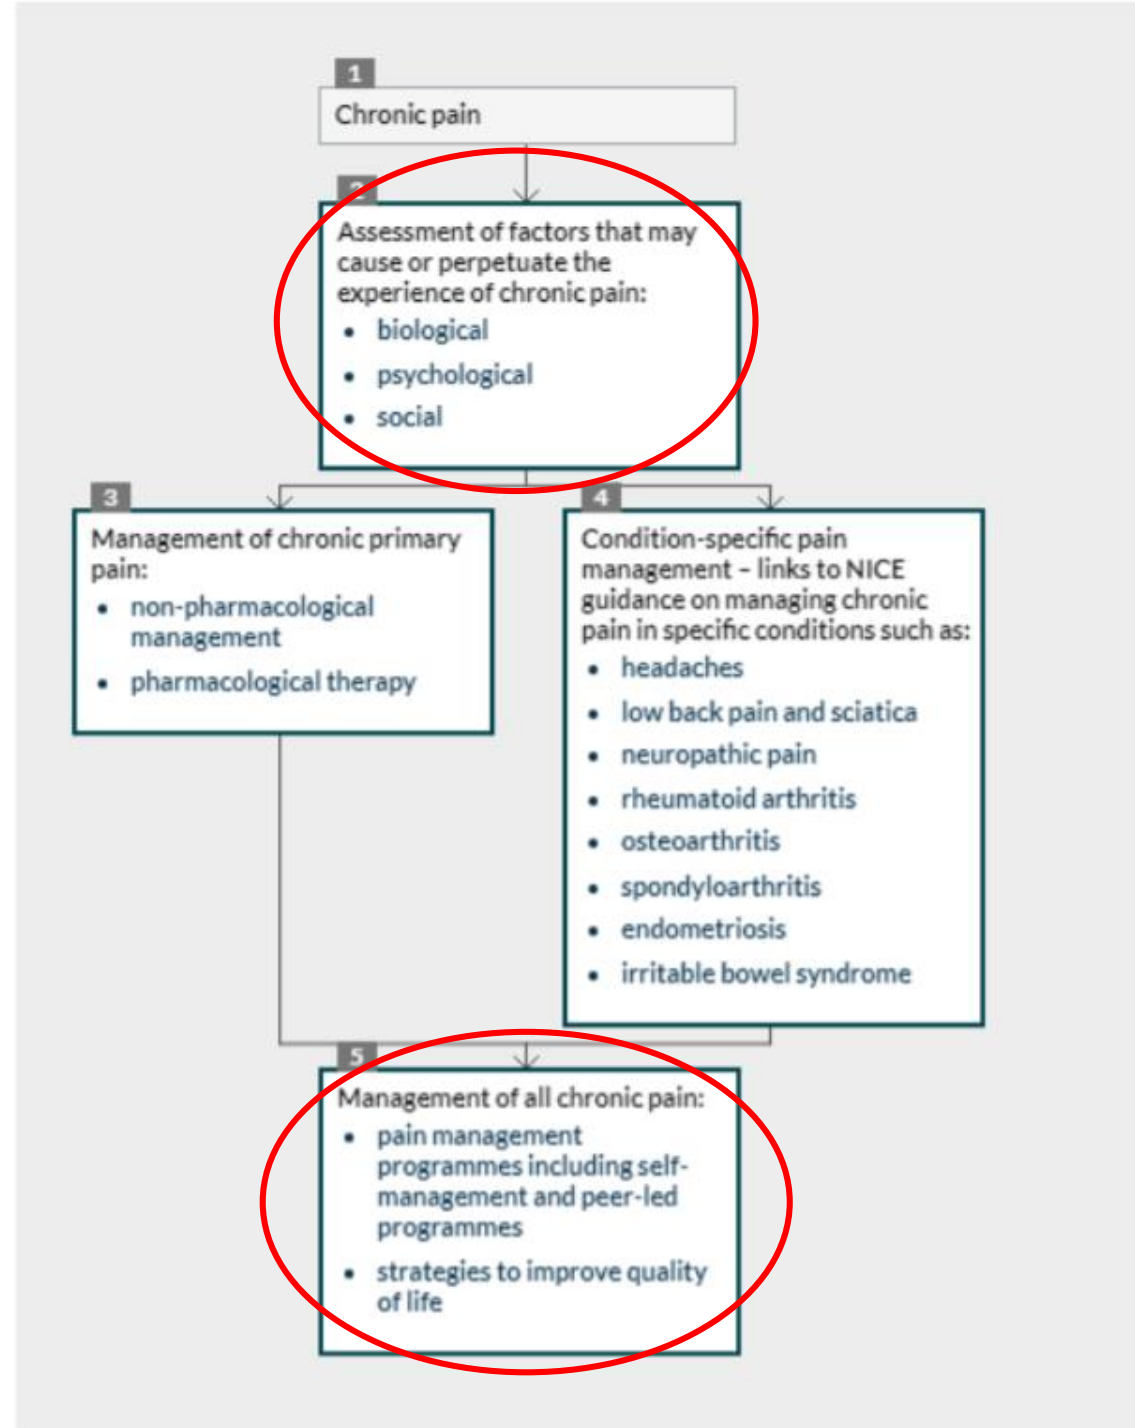 1
Chronic pain
2
Assessment of factors that may
cause or perpetuate the
experience of chronic pain:
• biological
• psychological
• social
3
Management of chronic primary
pain:
• non-pharmacological
management
• pharmacological therapy
4
Condition-specific pain
management – links to NICE
guidance on managing chronic
pain in specific conditions such as:
• headaches
• low back pain and sciatica
• neuropathic pain
• rheumatoid arthritis
• osteoarthritis
• spondyloarthritis
• endometriosis
• irritable bowel syndrome
5
Management of all chronic pain:
• pain management
programmes including self-
management and peer-led
programmes
• strategies to improve quality
of life